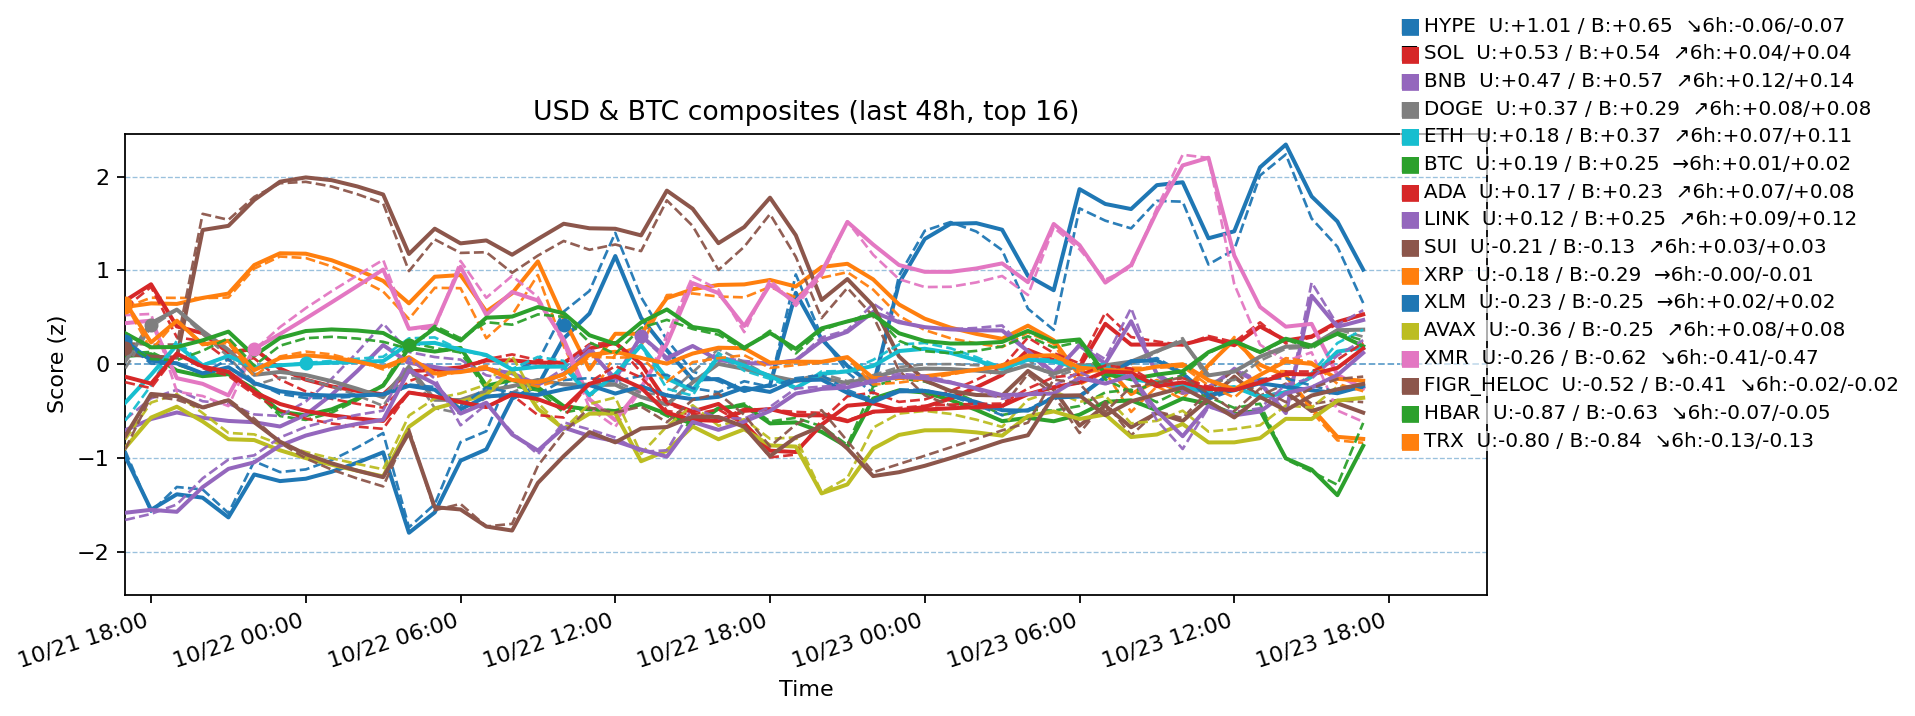 HYPE  U:+1.01 / B:+0.65  ↘6h:-0.06/-0.07
SOL  U:+0.53 / B:+0.54  ↗6h:+0.04/+0.04
BNB  U:+0.47 / B:+0.57  ↗6h:+0.12/+0.14
DOGE  U:+0.37 / B:+0.29  ↗6h:+0.08/+0.08
ETH  U:+0.18 / B:+0.37  ↗6h:+0.07/+0.11
BTC  U:+0.19 / B:+0.25  →6h:+0.01/+0.02
ADA  U:+0.17 / B:+0.23  ↗6h:+0.07/+0.08
LINK  U:+0.12 / B:+0.25  ↗6h:+0.09/+0.12
SUI  U:-0.21 / B:-0.13  ↗6h:+0.03/+0.03
XRP  U:-0.18 / B:-0.29  →6h:-0.00/-0.01
XLM  U:-0.23 / B:-0.25  →6h:+0.02/+0.02
AVAX  U:-0.36 / B:-0.25  ↗6h:+0.08/+0.08
XMR  U:-0.26 / B:-0.62  ↘6h:-0.41/-0.47
FIGR_HELOC  U:-0.52 / B:-0.41  ↘6h:-0.02/-0.02
HBAR  U:-0.87 / B:-0.63  ↘6h:-0.07/-0.05
TRX  U:-0.80 / B:-0.84  ↘6h:-0.13/-0.13
USD & BTC composites (last 48h, top 16)
Score (z)
2
1
0
−1
−2
10/21 18:00
10/22 00:00
10/22 06:00
10/22 12:00
10/22 18:00
10/23 00:00
10/23 06:00
10/23 12:00
10/23 18:00
Time